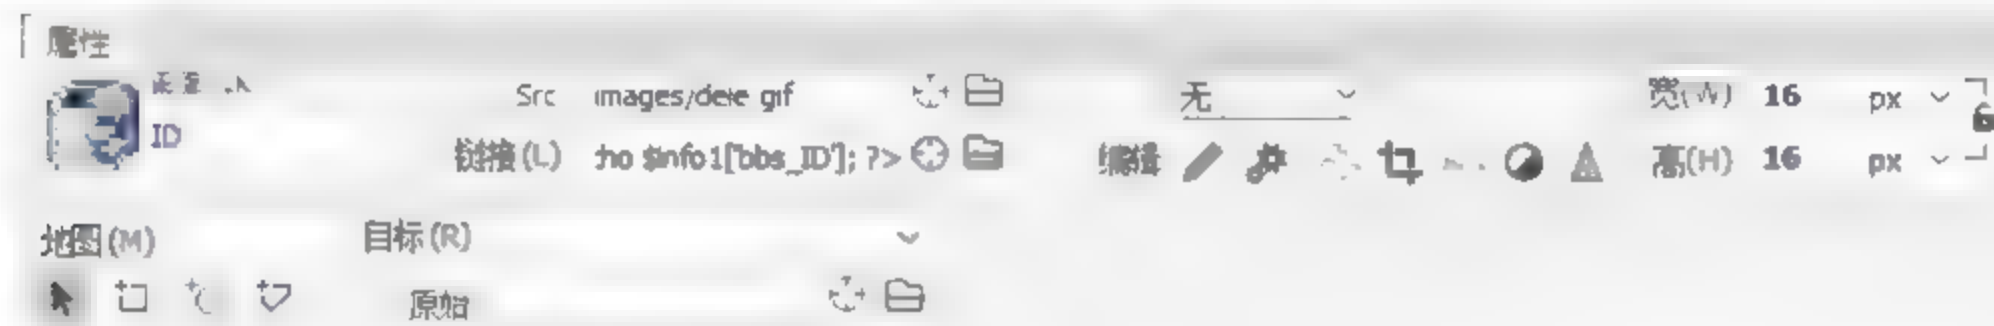 属性
Src images/dele.gif 无 宽(W) 16 px
ID
链接(L) ho $info1['bbs_ID']; ?> 编辑 高(H) 16 px
地图(M) 目标(R)
原始